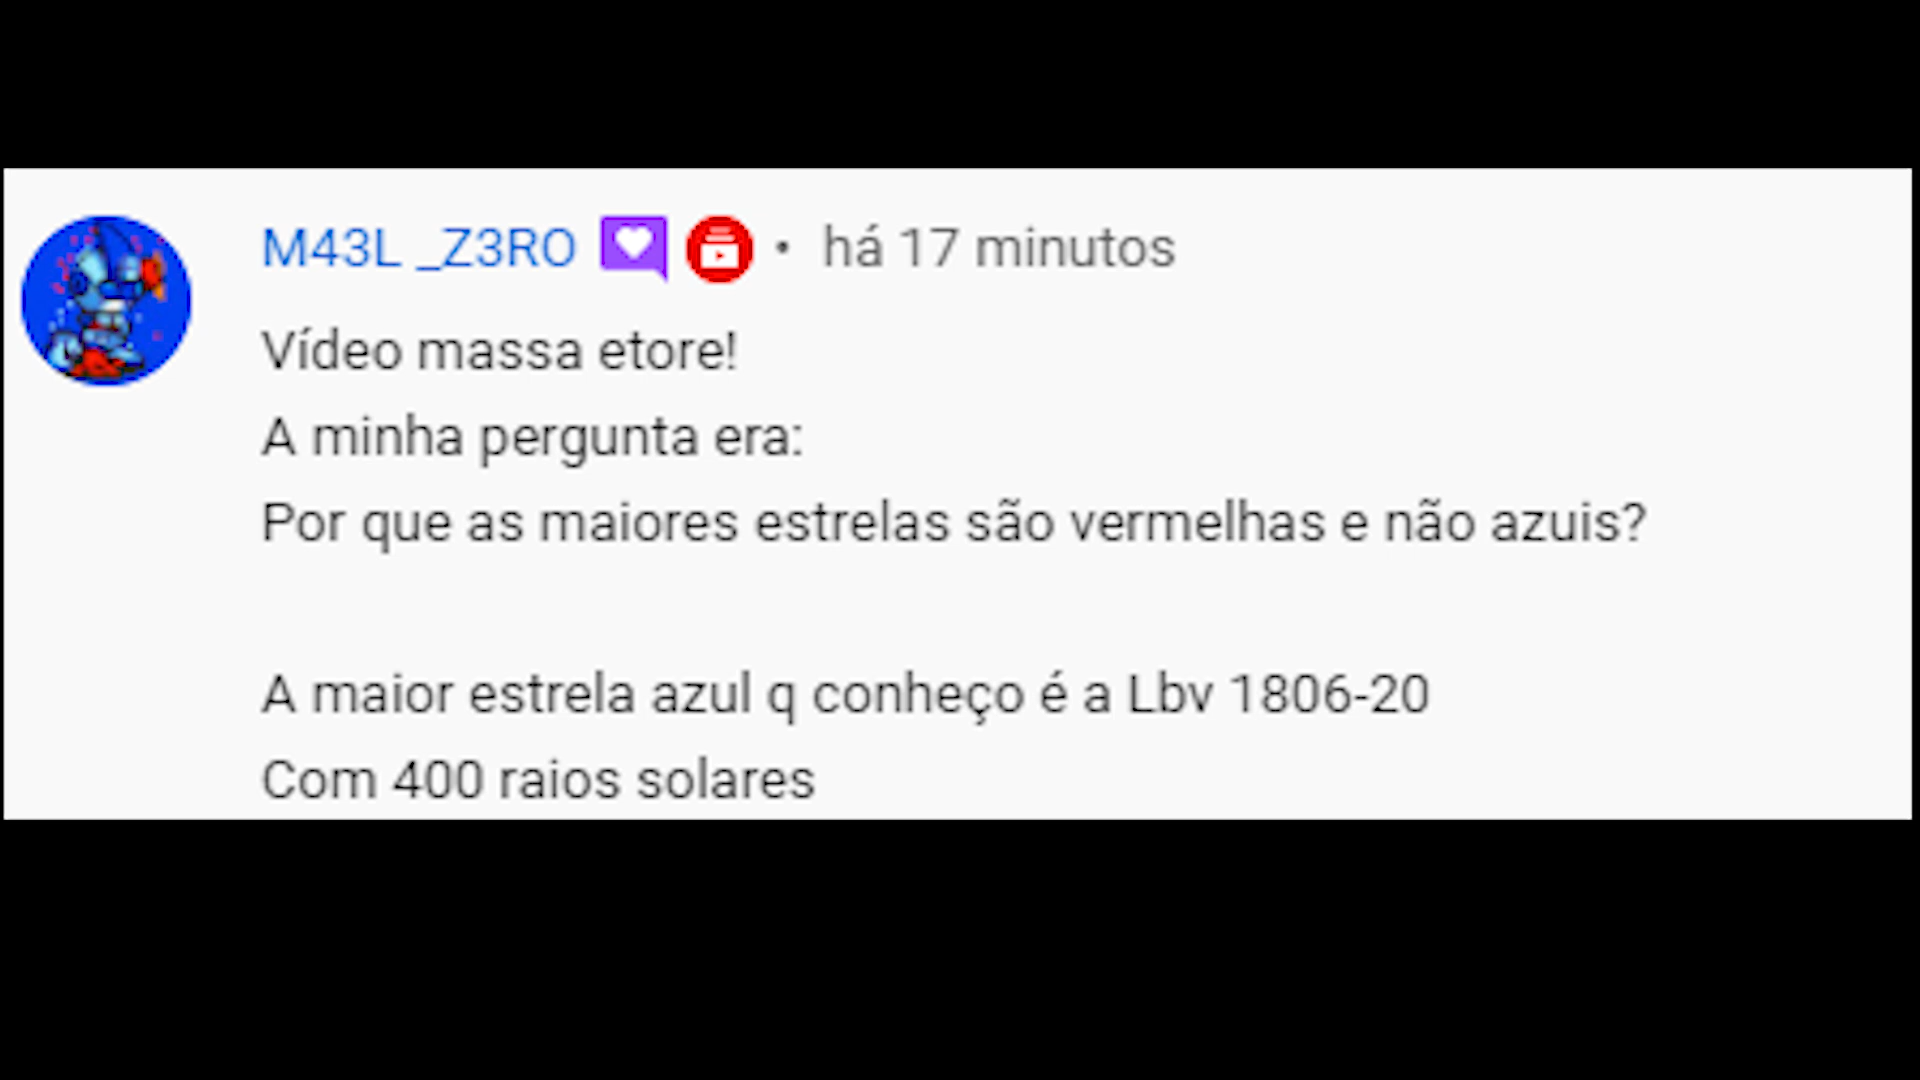 M43L _Z3RO • há 17 minutos
Vídeo massa etore!
A minha pergunta era:
Por que as maiores estrelas são vermelhas e não azuis?
A maior estrela azul q conheço é a Lbv 1806-20
Com 400 raios solares